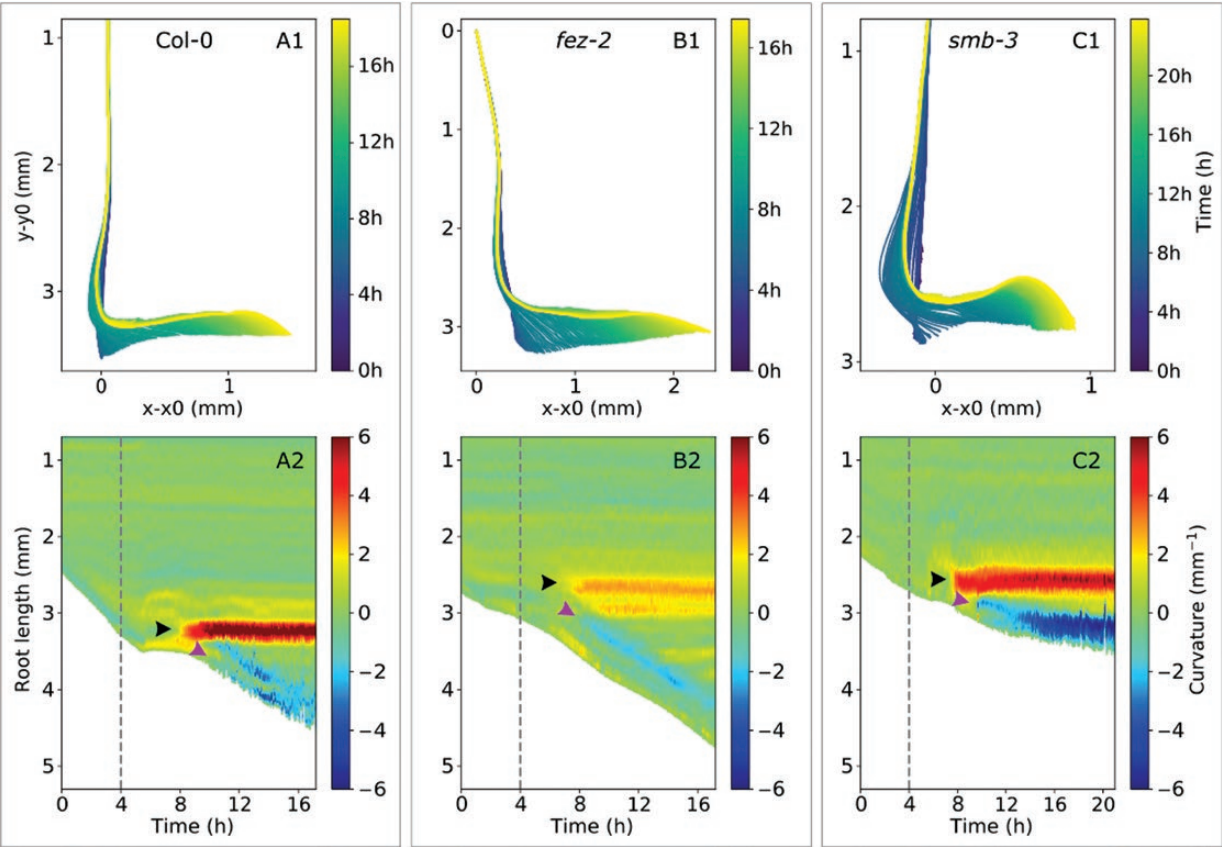 Col-0 A1
1
2
3
y-y0 (mm)
0 1
x-x0 (mm)
16h
12h
8h
4h
0h
fez-2 B1
0
1
2
3
0 1 2
x-x0 (mm)
16h
12h
8h
4h
0h
smb-3 C1
1
2
3
0 1
x-x0 (mm)
20h
16h
12h
8h
4h
0h
Time (h)
A2
1
2
3
4
5
Root length (mm)
0 4 8 12 16
Time (h)
6
4
2
0
−2
−4
−6
B2
1
2
3
4
5
0 4 8 12 16
Time (h)
6
4
2
0
−2
−4
−6
C2
1
2
3
4
5
0 4 8 12 16 20
Time (h)
6
4
2
0
−2
−4
−6
Curvature (mm⁻¹)